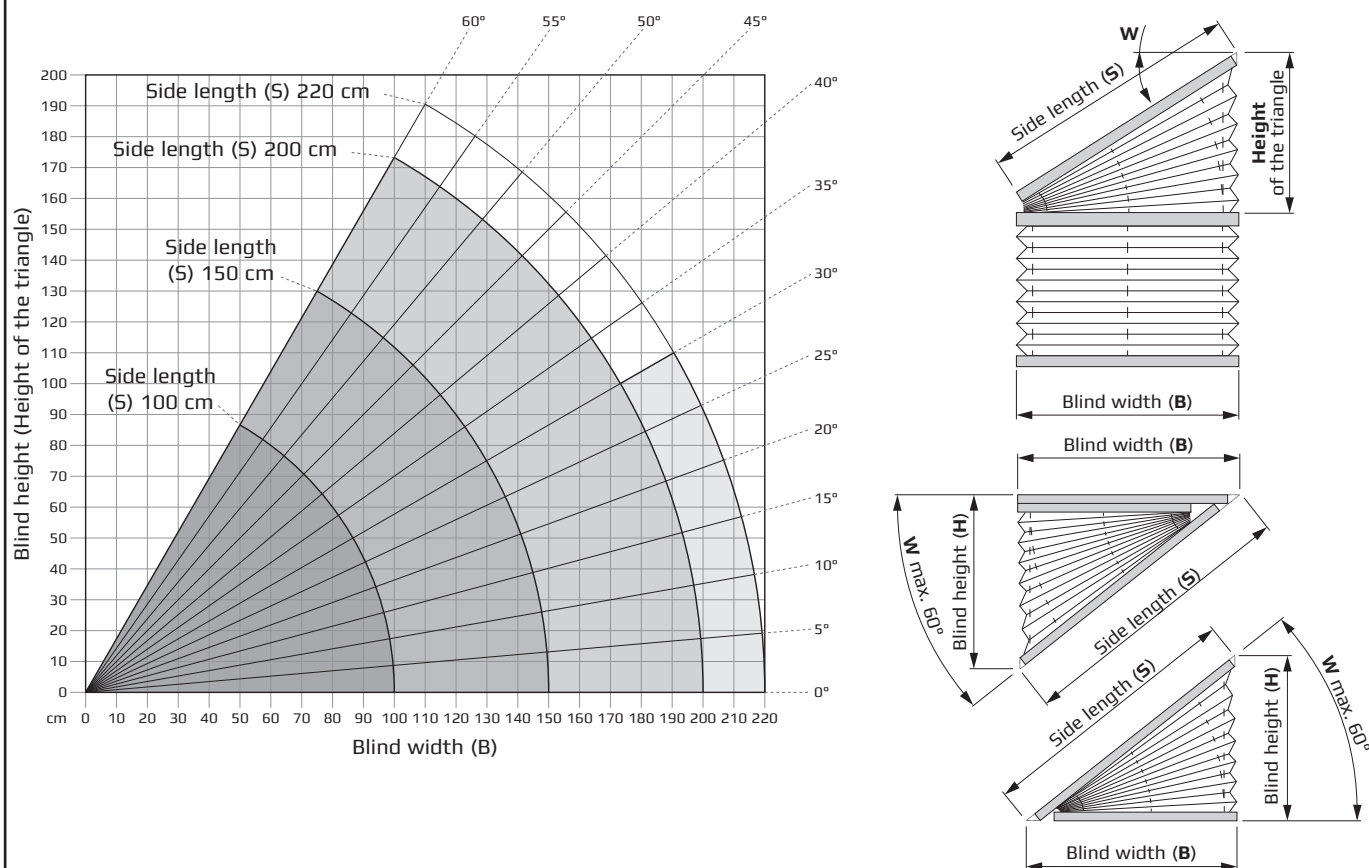 60°
55°
50°
45°
40°
35°
30°
25°
20°
15°
10°
5°
0°
Side length (S) 220 cm
Side length (S) 200 cm
Side length
(S) 150 cm
Side length
(S) 100 cm
Blind height (Height of the triangle)
200
190
180
170
160
150
140
130
120
110
100
90
80
70
60
50
40
30
20
10
0
cm 0 10 20 30 40 50 60 70 80 90 100 110 120 130 140 150 160 170 180 190 200 210 220
Blind width (B)
W
Side length (S)
Height
of the triangle
Blind width (B)
Blind width (B)
W max. 60°
Blind height (H)
Side length (S)
Side length (S)
Blind height (H)
W max. 60°
Blind width (B)